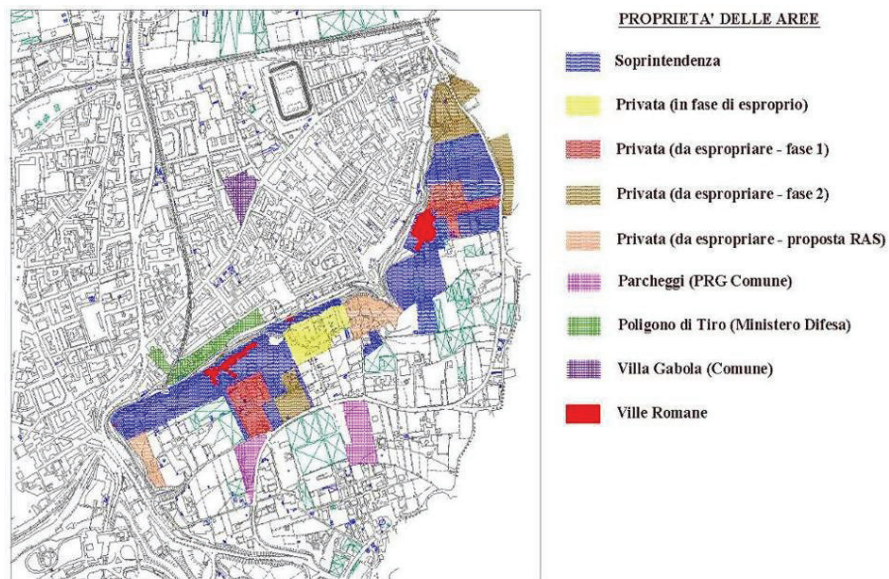 PROPRIETA' DELLE AREE
Soprintendenza
Privata (in fase di esproprio)
Privata (da espropriare - fase 1)
Privata (da espropriare - fase 2)
Privata (da espropriare - proposta RAS)
Parcheggi (PRG Comune)
Poligono di Tiro (Ministero Difesa)
Villa Gabola (Comune)
Ville Romane